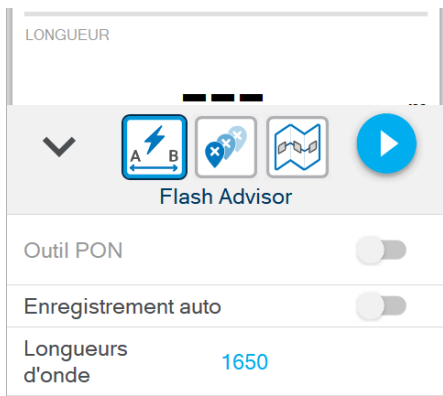 LONGUEUR
---
A B
Flash Advisor
Outil PON
Enregistrement auto
Longueurs
d'onde
1650